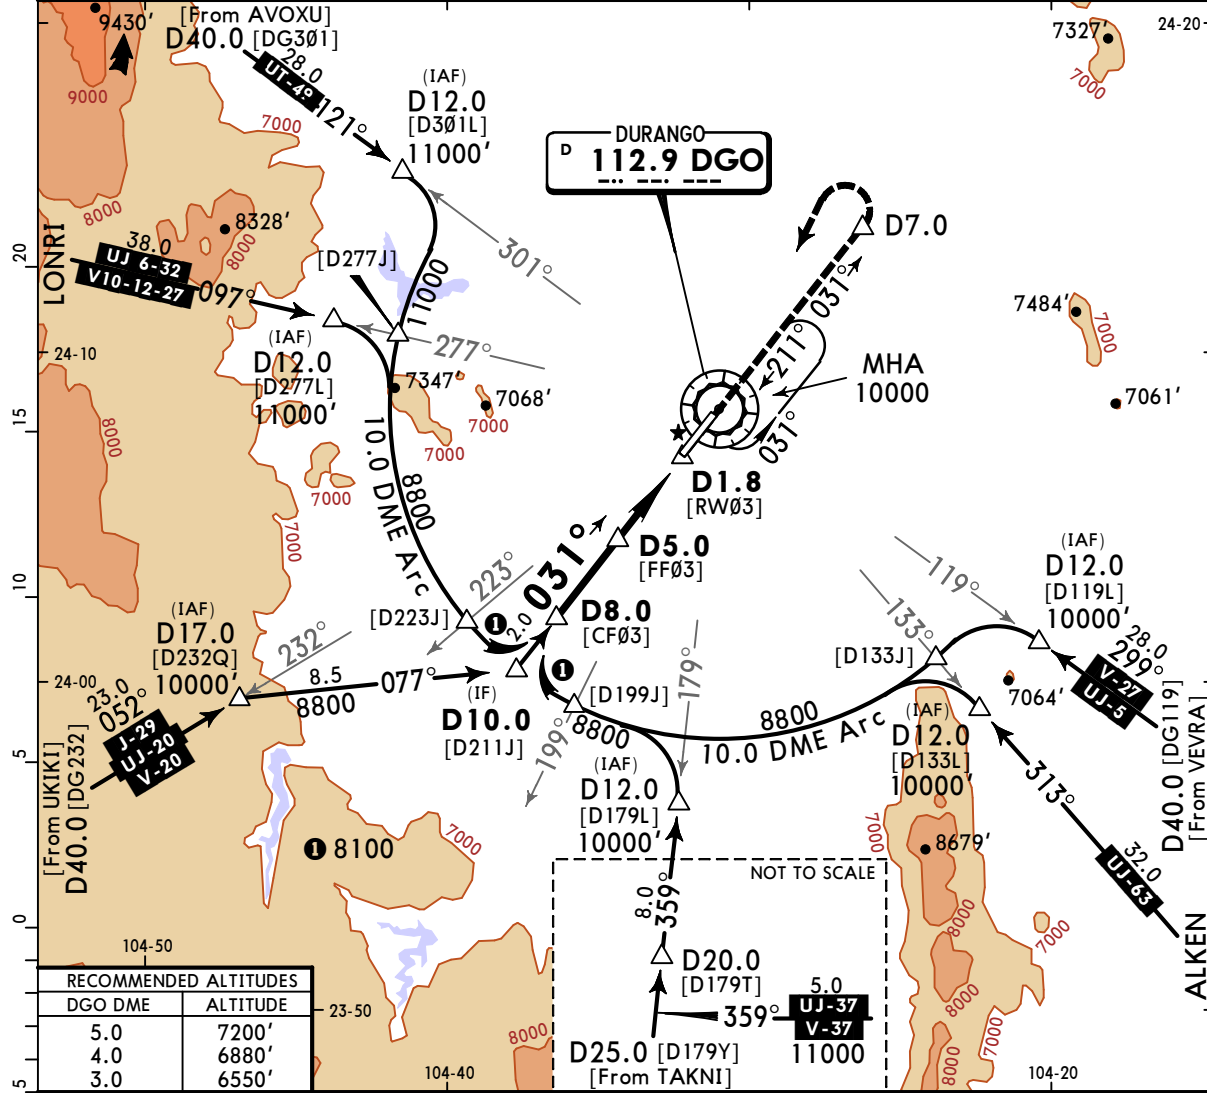 9430'
9000
[From AVOXU]
D40.0 [DG3Ø1]
28.0
UT-4
121°
7000
(IAF)
D12.0
[D3Ø1L]
11000'
301°
DURANGO
D 112.9 DGO
7327'
7000
24-20
D7.0
8000
8328'
8000
7000
20
LONRI
38.0
UJ 6-32
V10-12-27
097°
[D277J]
11000
277°
24-10
(IAF)
D12.0
[D277L]
11000'
7347'
7068'
7000
7000
7000
8000
15
031°
211°
031°
MHA
10000
7484'
7000
7061'
10.0 DME Arc
8800
D1.8
[RWØ3]
D5.0
[FFØ3]
031°
2.0
D8.0
[CFØ3]
223°
[D223J]
1
1
7000
10
(IAF)
D17.0
[D232Q]
10000'
232°
8.5
8800
077°
(IF)
D10.0
[D211J]
24-00
23.0
052°
J-29
UJ-20
V-20
[From UKIKI]
D40.0 [DG232]
5
[D199J]
199°
8800
179°
(IAF)
D12.0
[D179L]
10000'
8800
10.0 DME Arc
[D133J]
133°
119°
(IAF)
D12.0
[D119L]
10000'
28.0
299°
V-27
UJ-5
7064'
(IAF)
D12.0
[D133L]
10000'
313°
32.0
UJ-63
ALKEN
D40.0 [DG119]
[From VEVRA]
1 8100
7000
7000
8679'
8000
7000
8000
7000
8000
NOT TO SCALE
8.0
359°
D20.0
[D179T]
5.0
359°
UJ-37
V-37
11000
D25.0 [D179Y]
[From TAKNI]
0
104-50
23-50
8000
104-40
104-20
5
RECOMMENDED ALTITUDES
DGO DME ALTITUDE
5.0 7200'
4.0 6880'
3.0 6550'